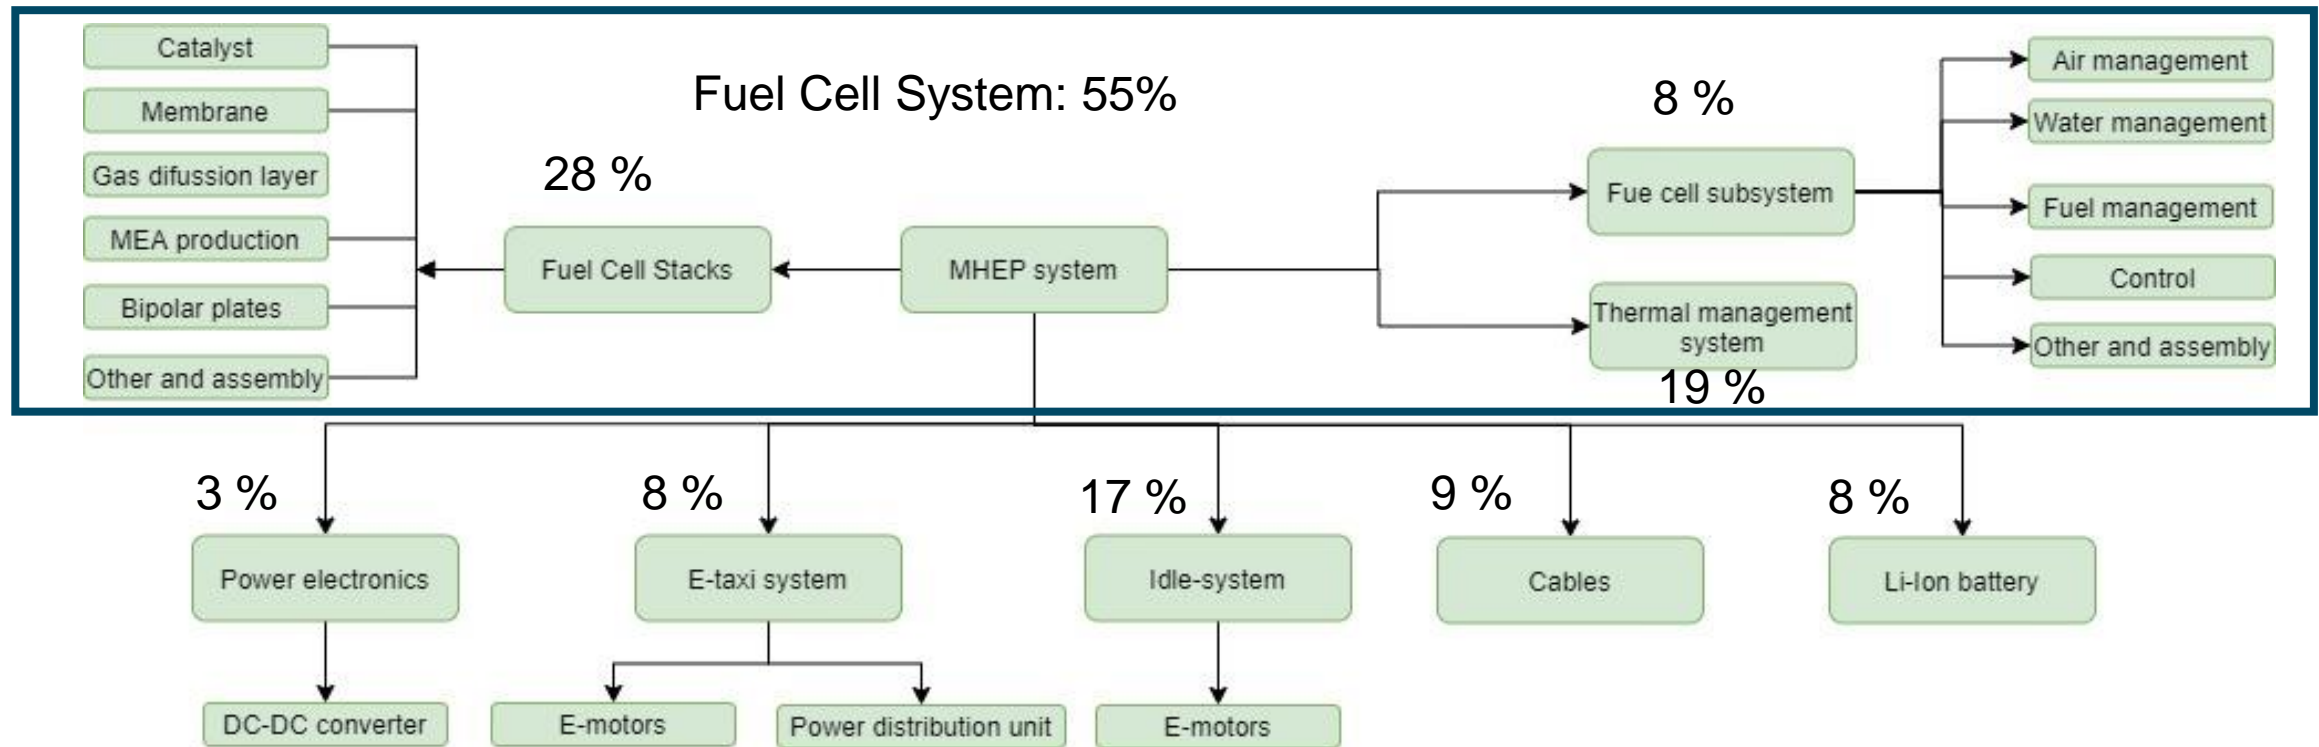 Catalyst
Membrane
Gas difussion layer
MEA production
Bipolar plates
Other and assembly
Fuel Cell System: 55%
28 %
Fuel Cell Stacks
MHEP system
8 %
Fue cell subsystem
Thermal management
system
19 %
Air management
Water management
Fuel management
Control
Other and assembly
3 %
8 %
17 %
9 %
8 %
Power electronics
E-taxi system
Idle-system
Cables
Li-Ion battery
DC-DC converter
E-motors
Power distribution unit
E-motors